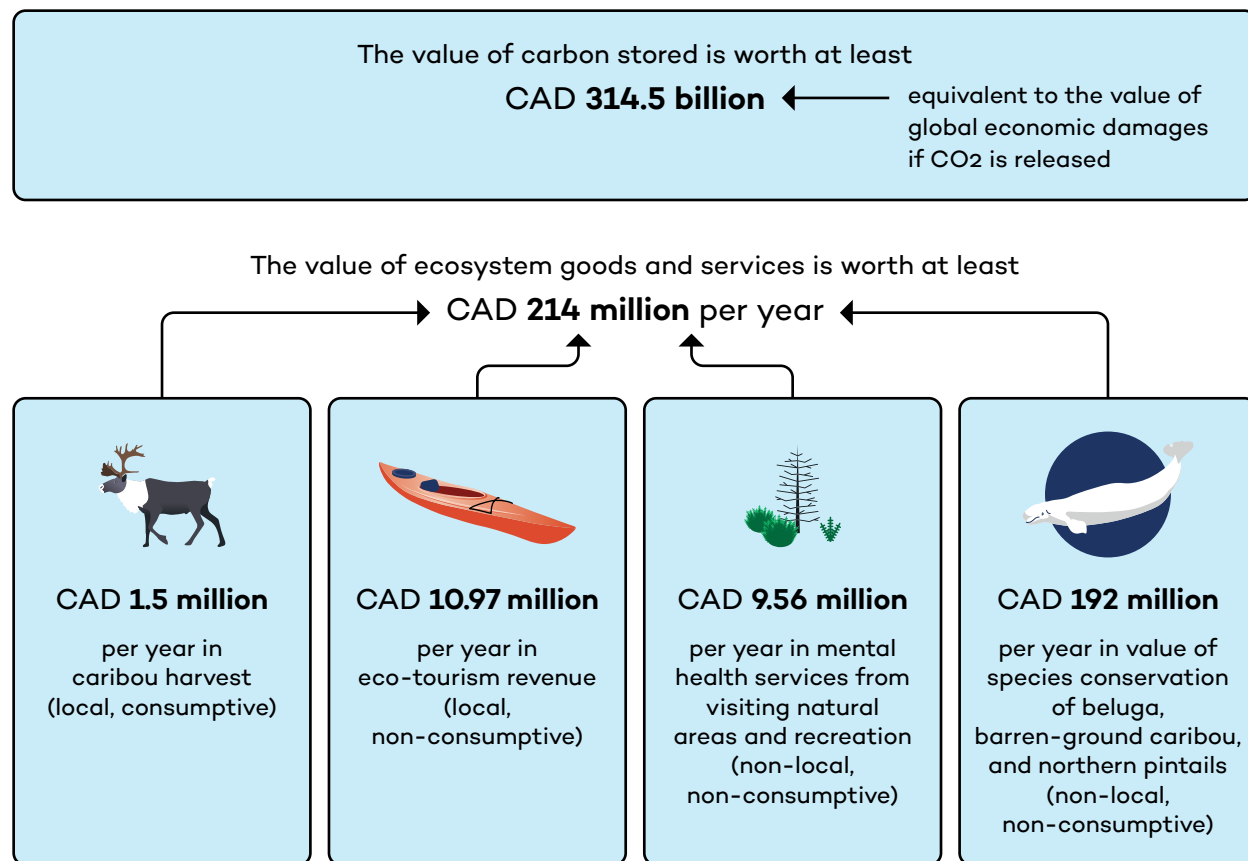 The value of carbon stored is worth at least
CAD 314.5 billion
equivalent to the value of
global economic damages
if CO2 is released
The value of ecosystem goods and services is worth at least
CAD 214 million per year
CAD 1.5 million
per year in
caribou harvest
(local, consumptive)
CAD 10.97 million
per year in
eco-tourism revenue
(local,
non-consumptive)
CAD 9.56 million
per year in mental
health services from
visiting natural
areas and recreation
(non-local,
non-consumptive)
CAD 192 million
per year in value of
species conservation
of beluga,
barren-ground caribou,
and northern pintails
(non-local,
non-consumptive)